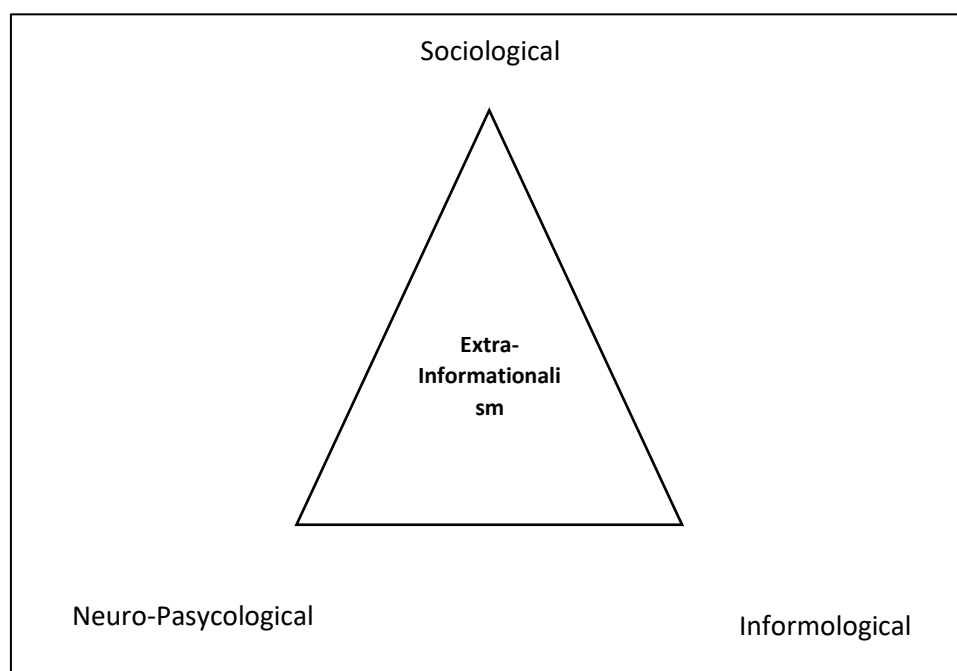 Sociological
Extra-
Informationali
sm
Neuro-Pasycological
Informological